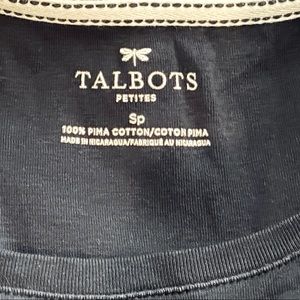 TALBOTS
PETITES
Sp
100% PIMA COTTON/COTON PIMA
MADE IN NICARAGUA/FABRIQUÉ AU NICARAGUA